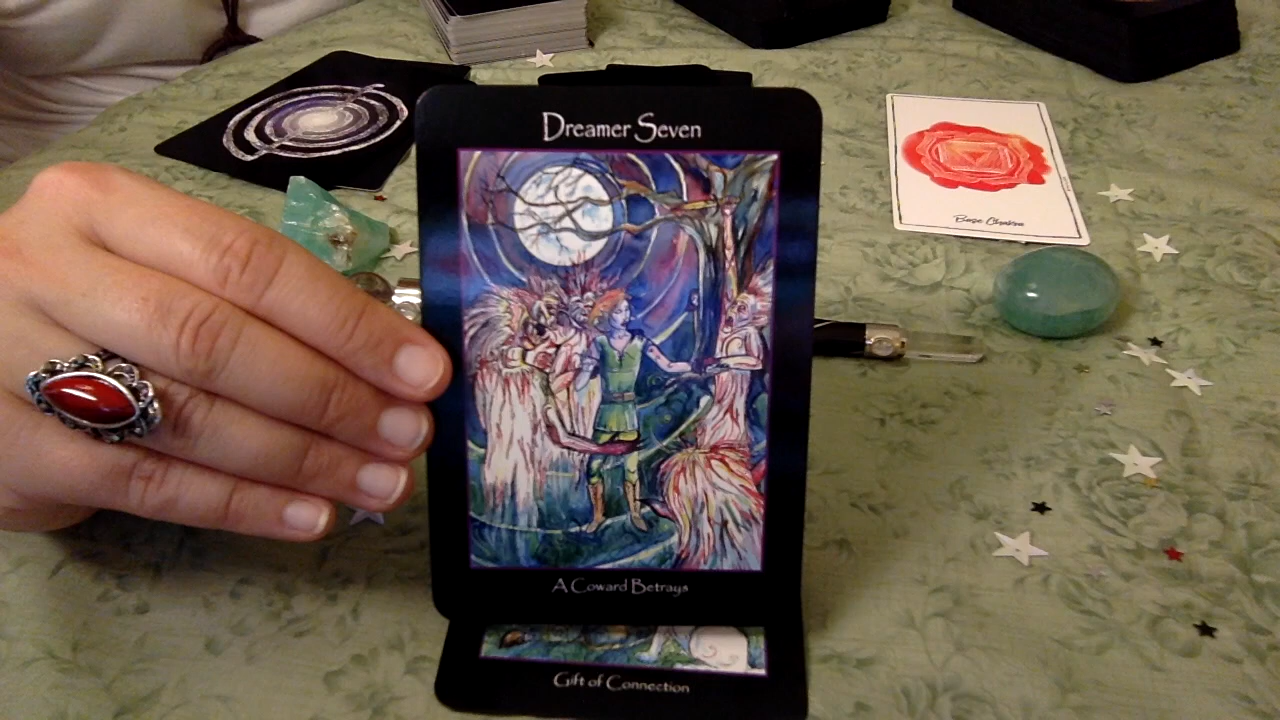 Dreamer Seven
Base Chakra
A Coward Betrays
Gift of Connection